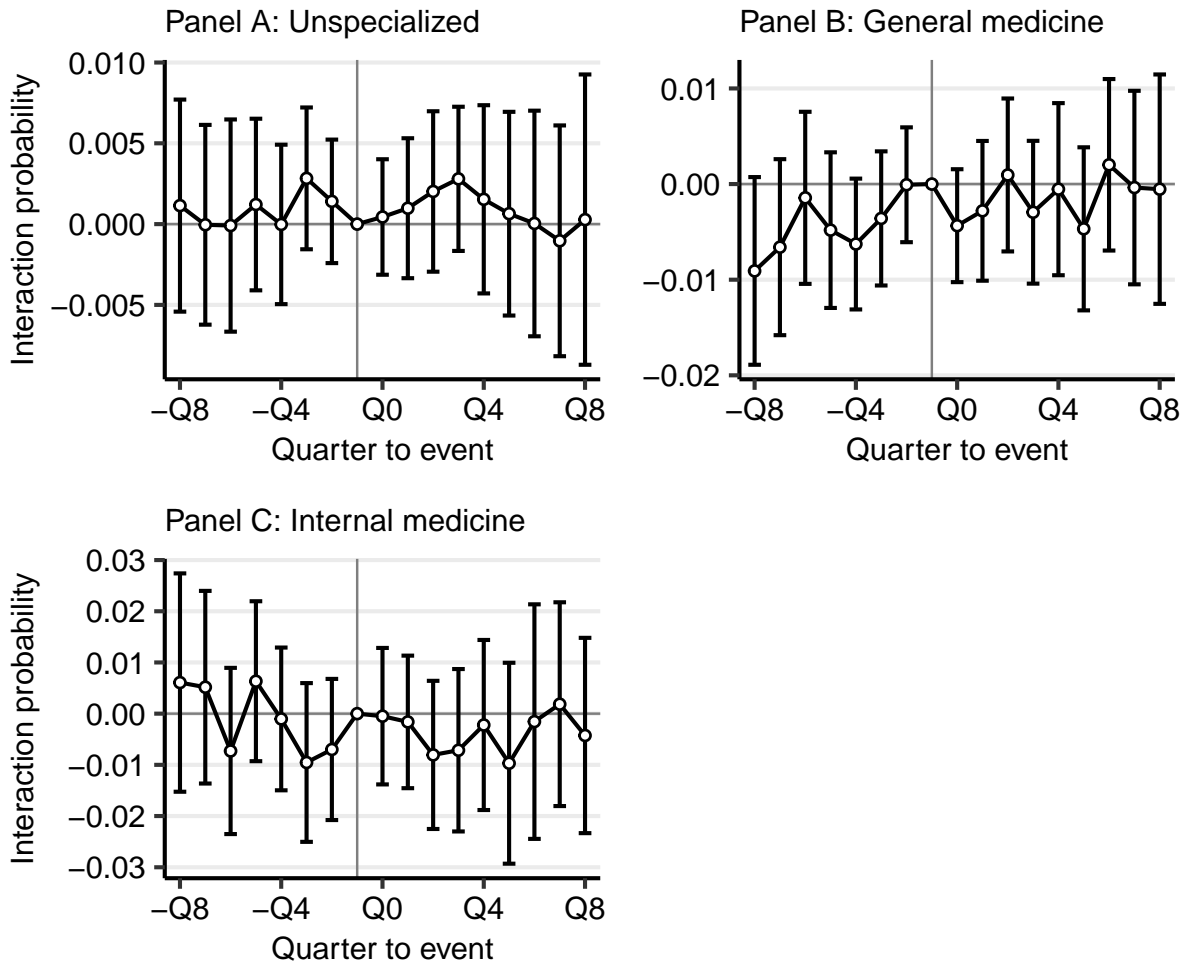 Panel A: Unspecialized
Interaction probability
0.010
0.005
0.000
−0.005
−Q8 −Q4 Q0 Q4 Q8
Quarter to event
Panel B: General medicine
0.01
0.00
−0.01
−0.02
−Q8 −Q4 Q0 Q4 Q8
Quarter to event
Panel C: Internal medicine
Interaction probability
0.03
0.02
0.01
0.00
−0.01
−0.02
−0.03
−Q8 −Q4 Q0 Q4 Q8
Quarter to event